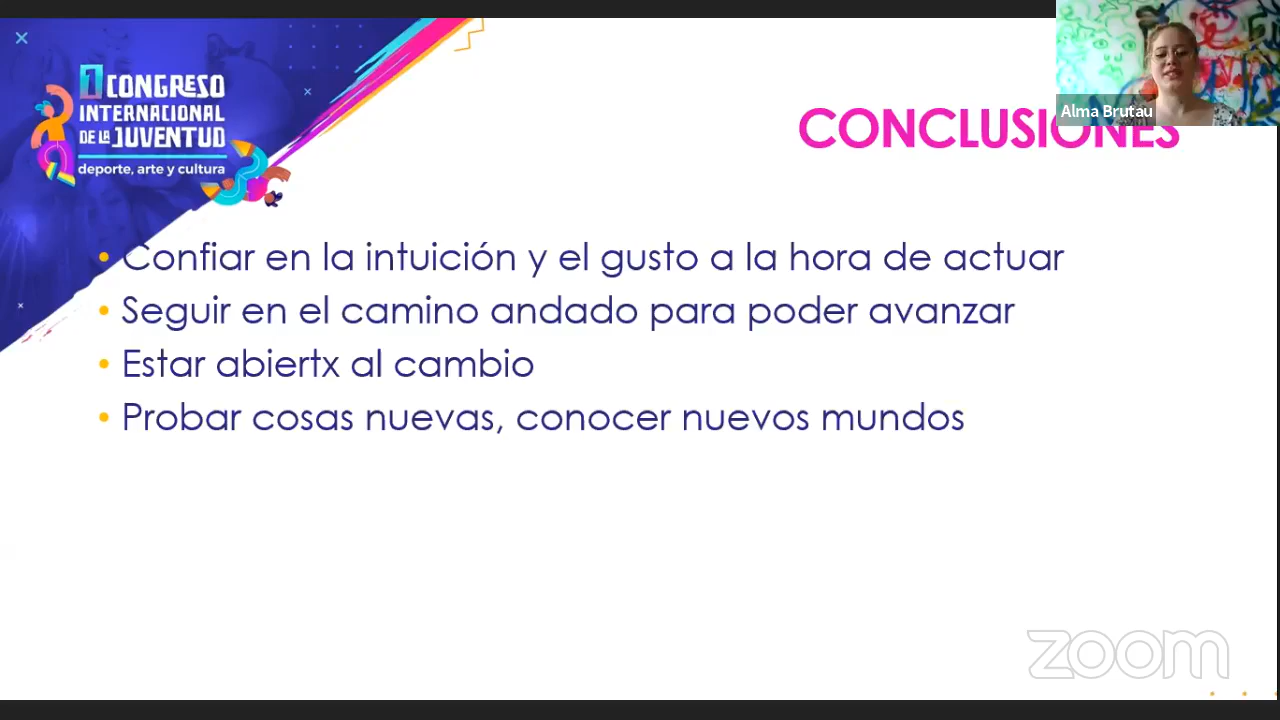 1 CONGRESO
INTERNACIONAL
DE LA JUVENTUD
deporte, arte y cultura
Alma Brutau
CONCLUSIONES
• Confiar en la intuición y el gusto a la hora de actuar
• Seguir en el camino andado para poder avanzar
• Estar abiertx al cambio
• Probar cosas nuevas, conocer nuevos mundos
zoom